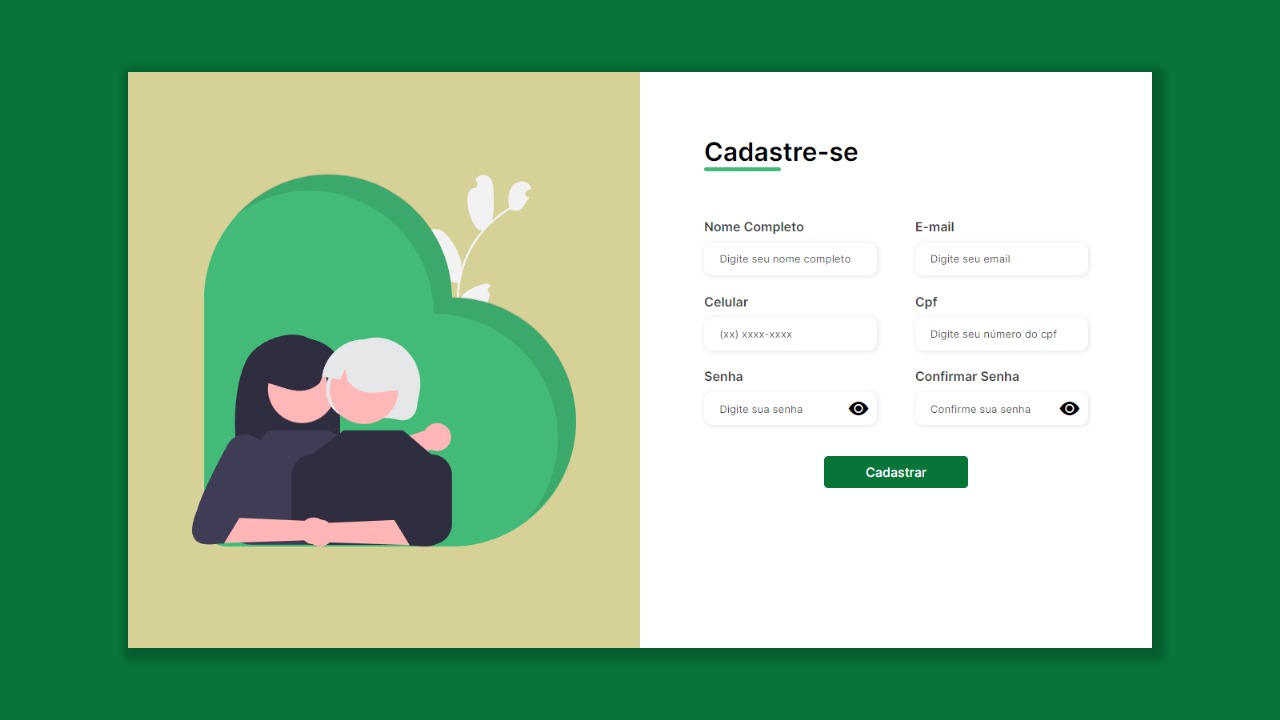 Cadastre-se
Nome Completo
E-mail
Digite seu nome completo
Digite seu email
Celular
Cpf
(xx) xxxx-xxxx
Digite seu número do cpf
Senha
Confirmar Senha
Digite sua senha
Confirme sua senha
Cadastrar